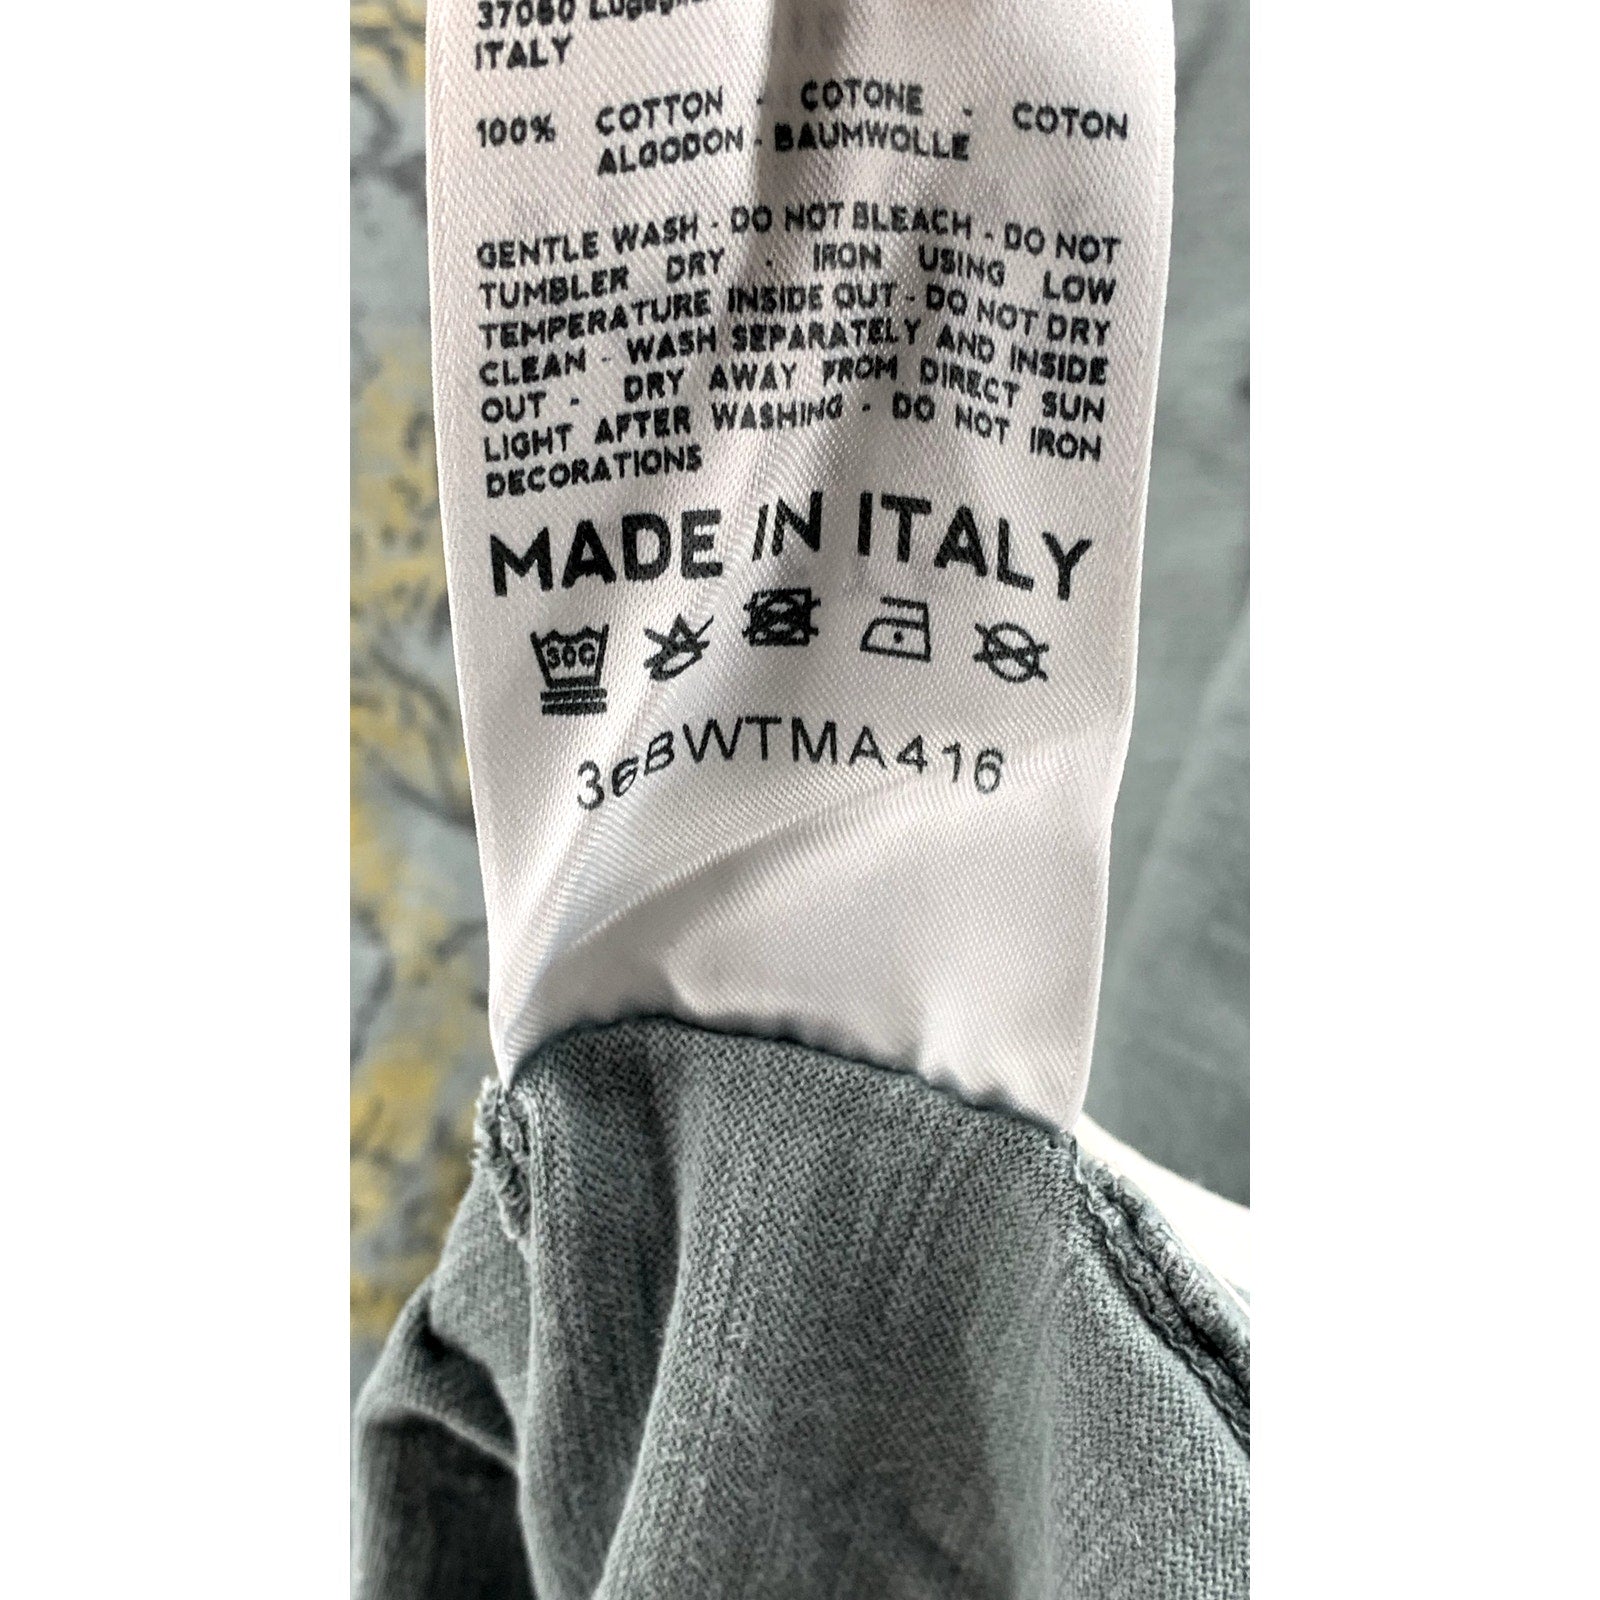 37060
ITALY
100% COTTON - COTONE - COTON
ALGODON - BAUMWOLLE
GENTLE WASH - DO NOT BLEACH - DO NOT
TUMBLER DRY - IRON USING LOW
TEMPERATURE INSIDE OUT - DO NOT DRY
CLEAN - WASH SEPARATELY AND INSIDE
OUT - DRY AWAY FROM DIRECT SUN
LIGHT AFTER WASHING - DO NOT IRON
DECORATIONS
MADE IN ITALY
30C
36BWTMA416